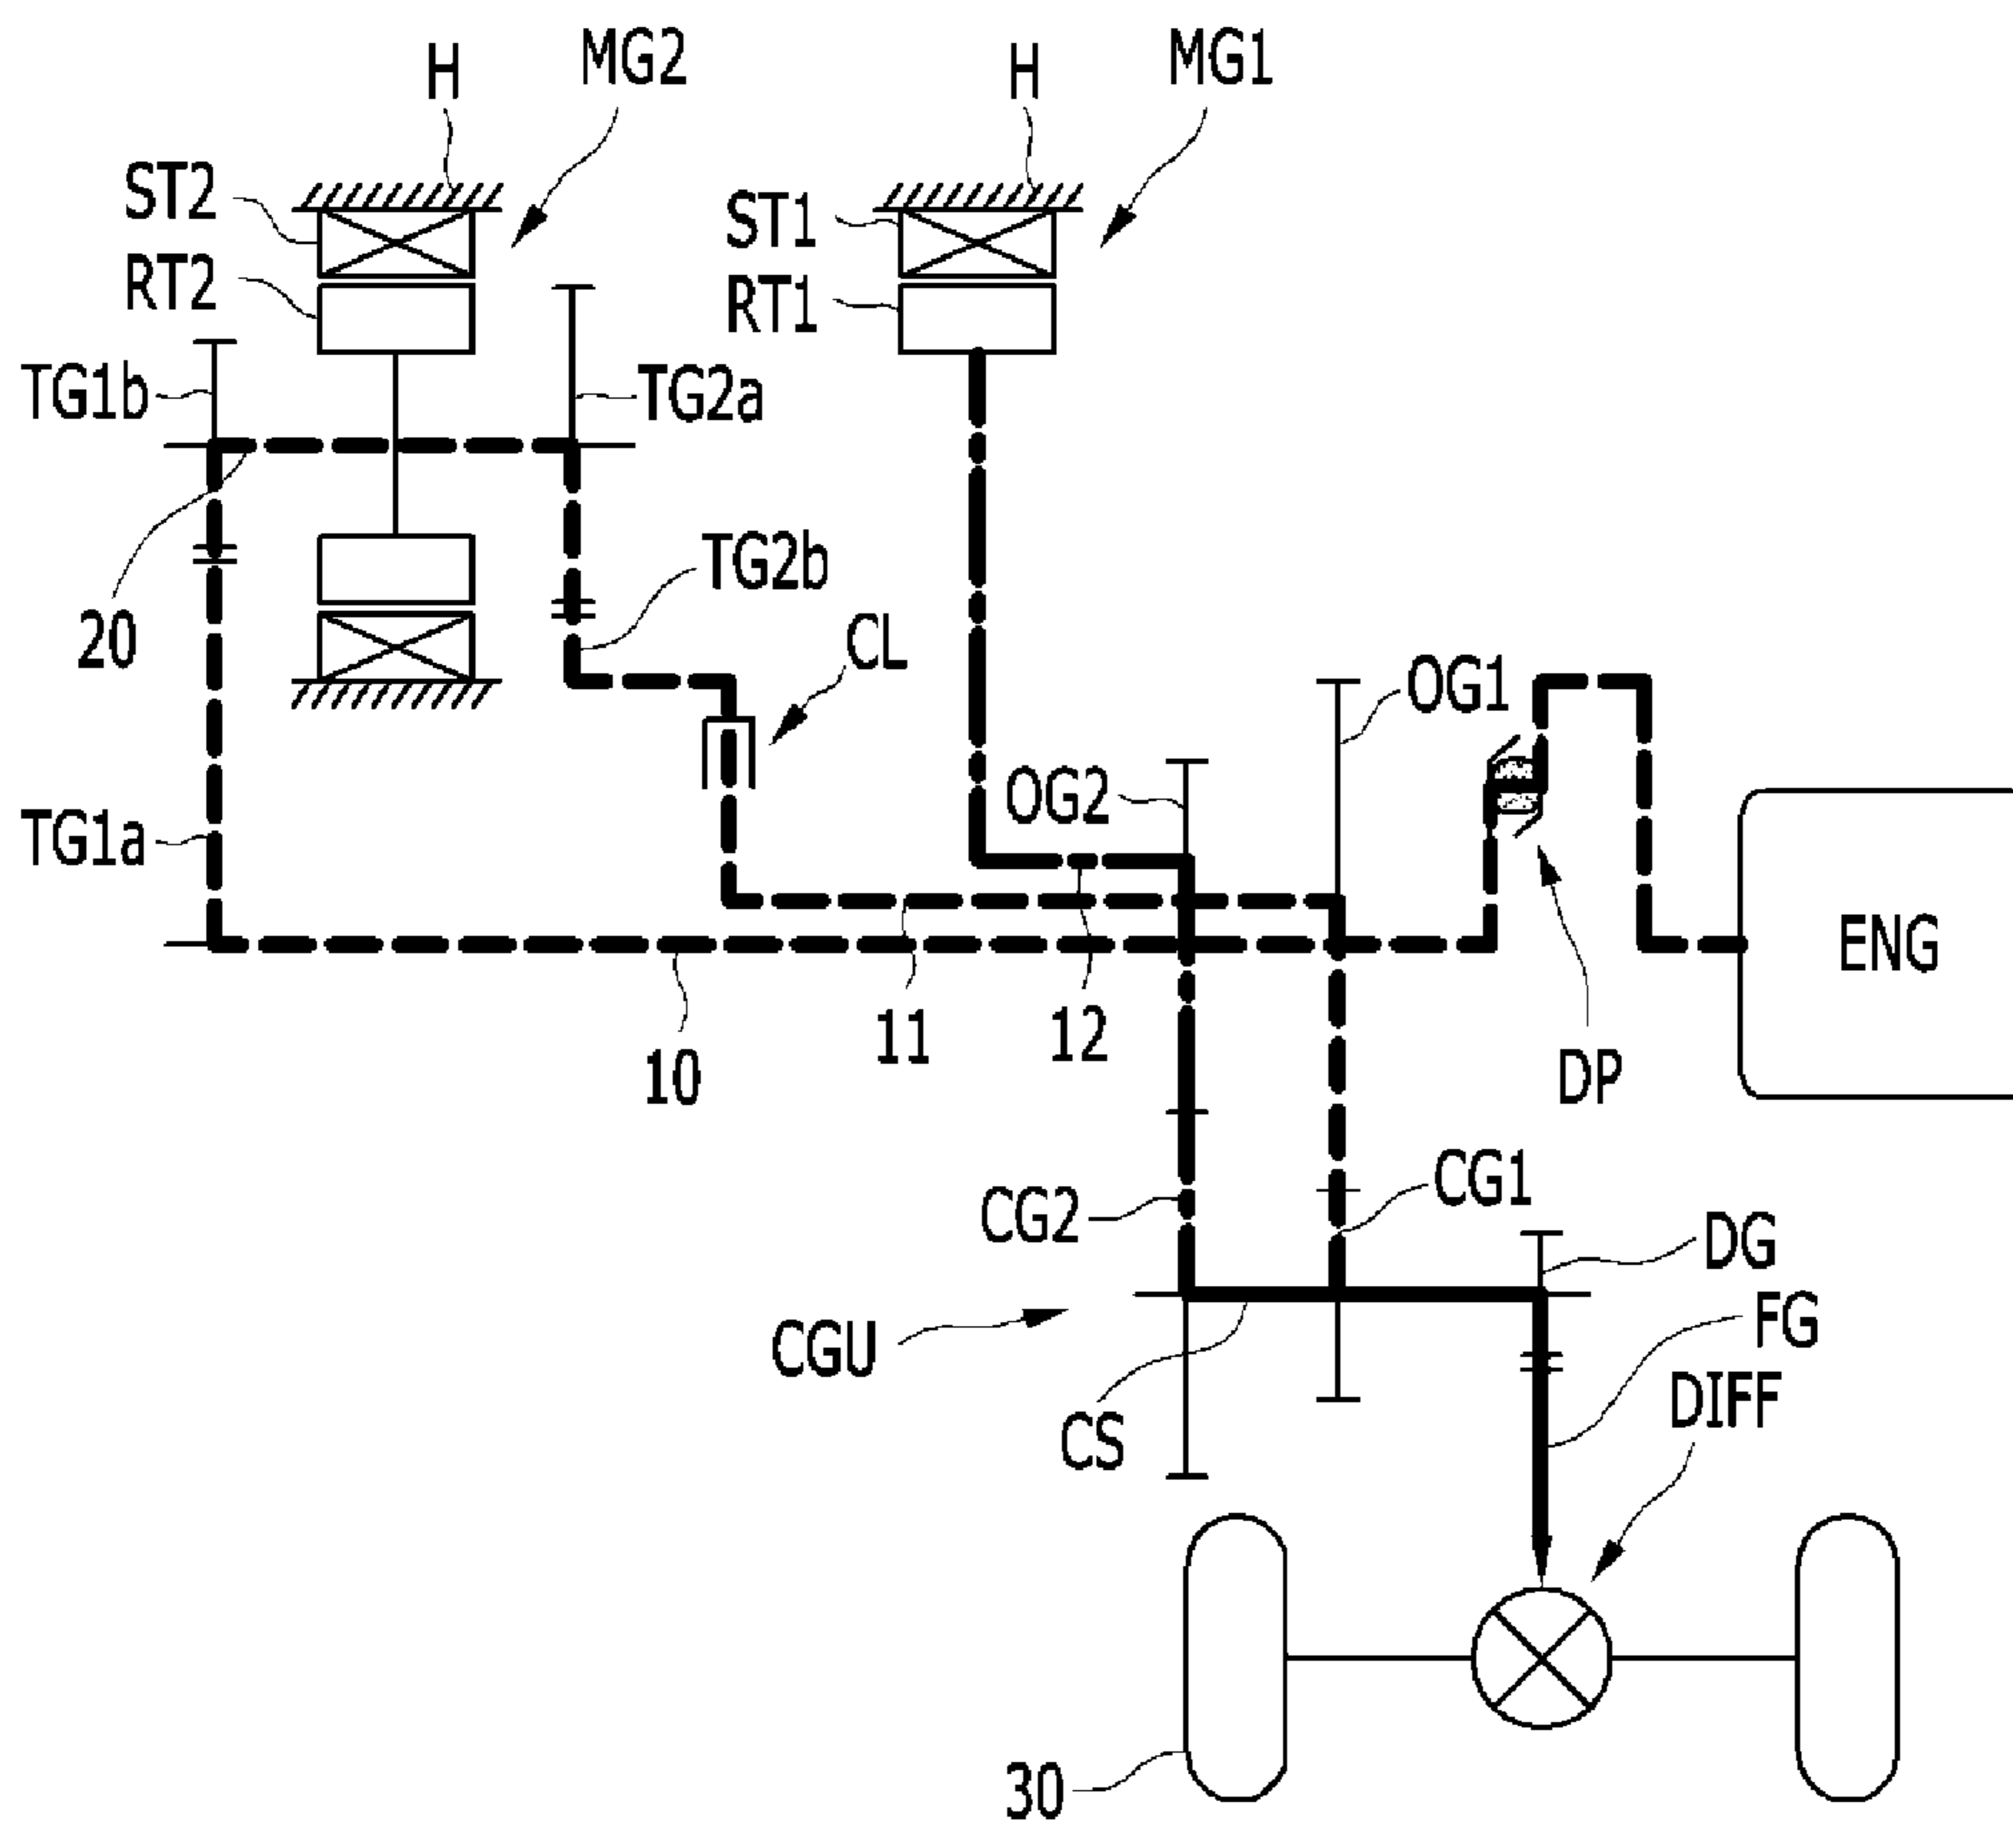 H
MG2
H
MG1
ST2
ST1
RT2
RT1
TG1b
TG2a
TG2b
20
CL
OG1
OG2
TG1a
ENG
11
12
10
DP
CG2
CG1
DG
FG
CGU
DIFF
CS
30